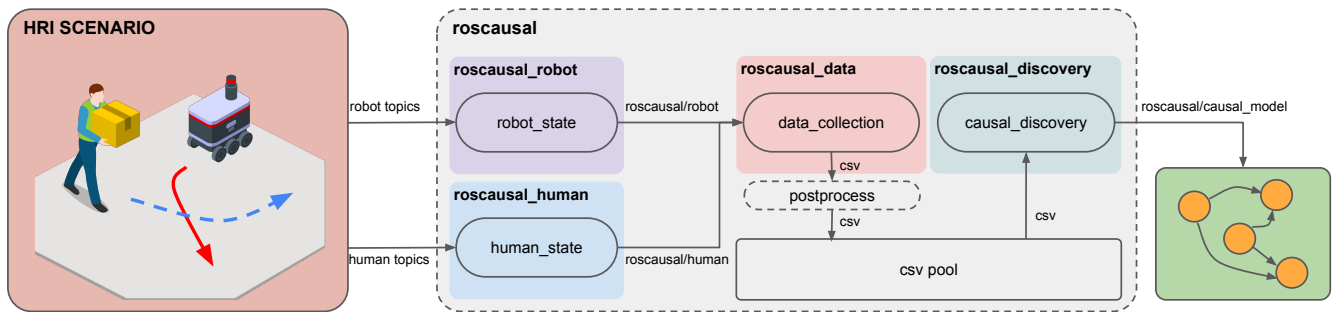 HRI SCENARIO
robot topics
human topics
roscausal
roscausal_robot
robot_state
roscausal_human
human_state
roscausal/robot
roscausal/human
roscausal_data
data_collection
csv
postprocess
csv
csv pool
roscausal_discovery
causal_discovery
csv
roscausal/causal_model